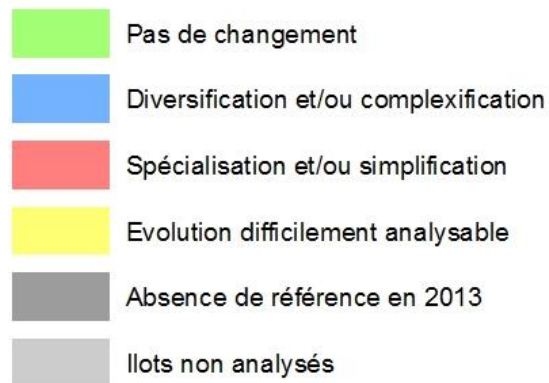 Pas de changement
Diversification et/ou complexification
Spécialisation et/ou simplification
Evolution difficilement analysable
Absence de référence en 2013
Ilots non analysés